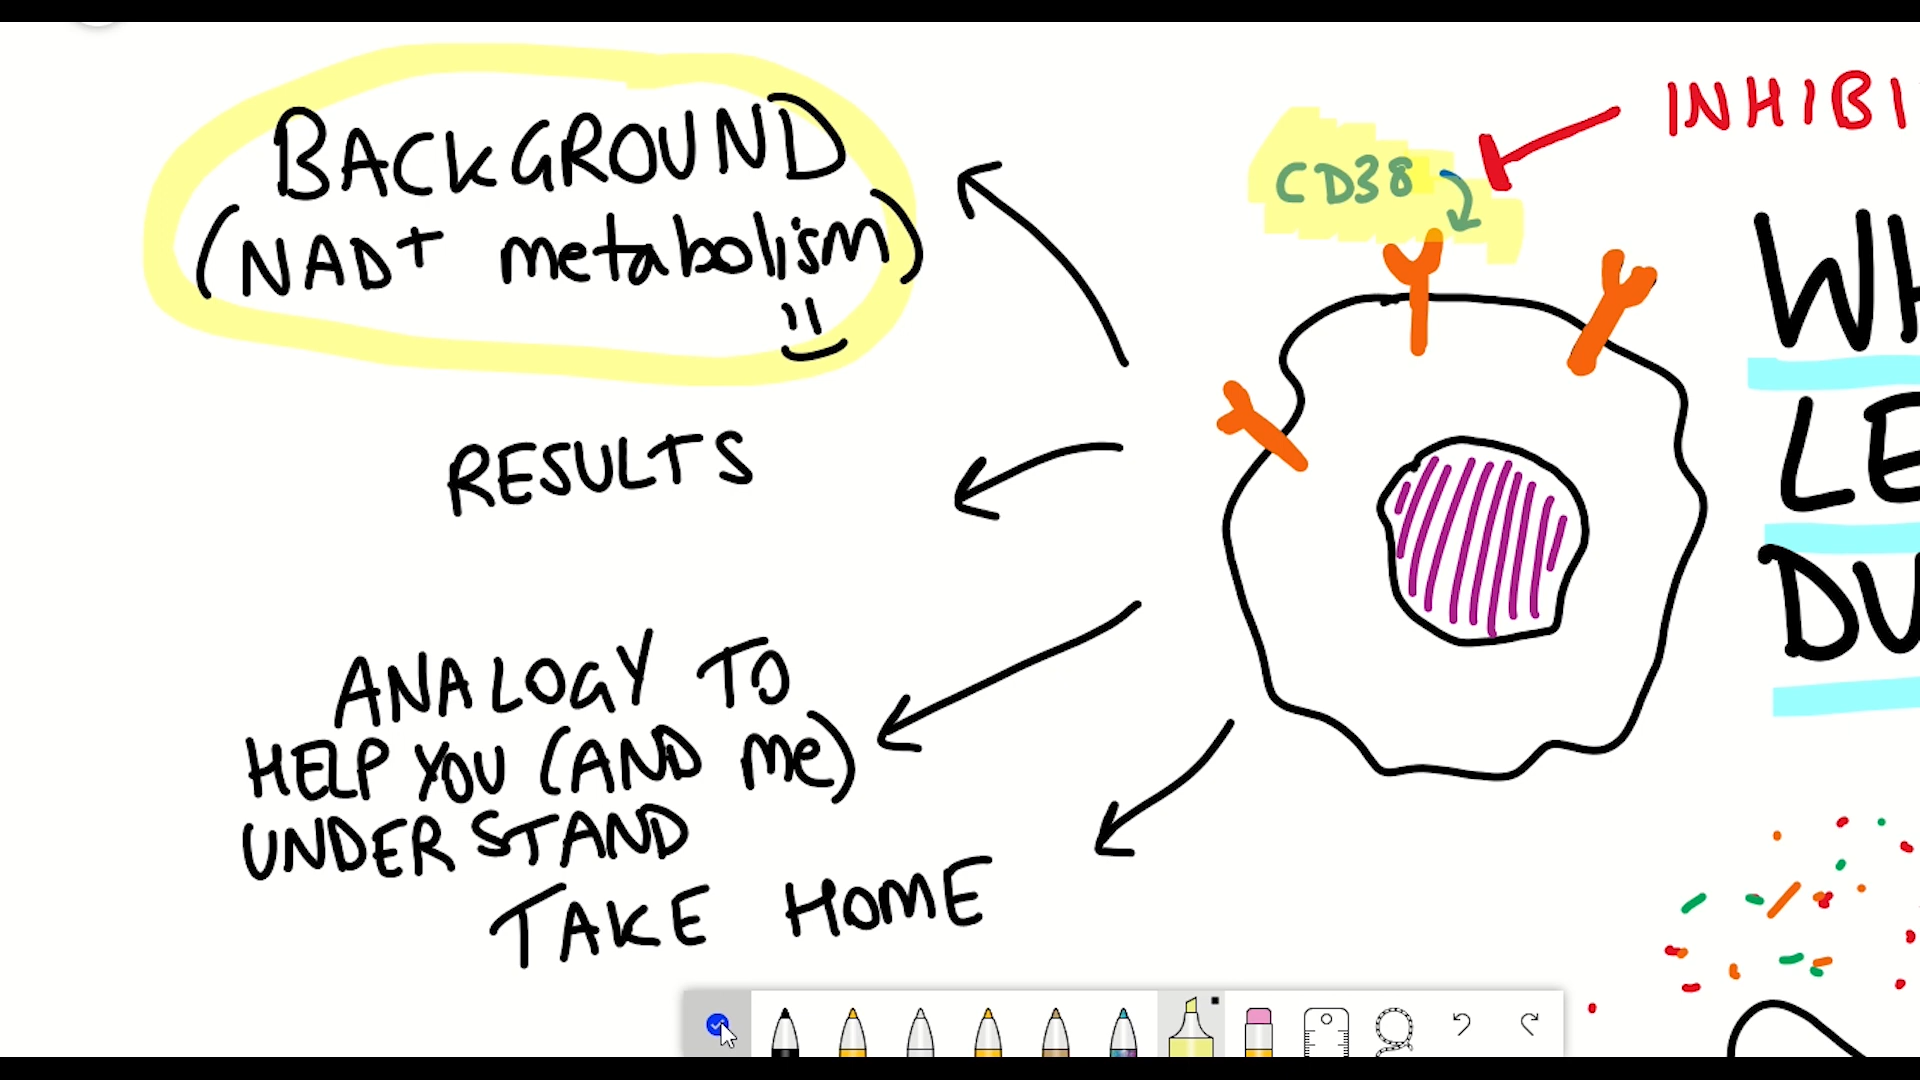 BACKGROUND
(NAD+ metabolism)
RESULTS
ANALOGY TO
HELP YOU (AND Me)
UNDERSTAND
TAKE HOME
CD38
INHIBI
WH
LE
DU